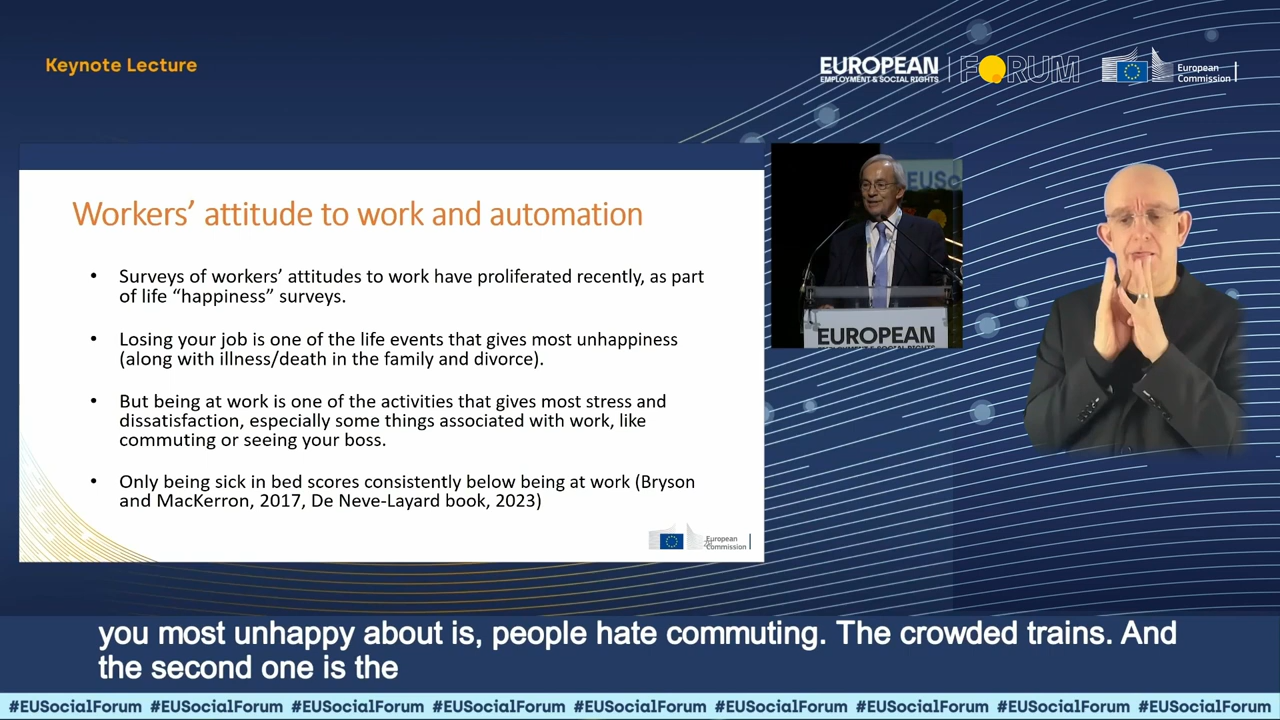 Keynote Lecture
EUROPEAN
EMPLOYMENT & SOCIAL RIGHTS
FORUM
European
Commission
Workers’ attitude to work and automation
• Surveys of workers’ attitudes to work have proliferated recently, as part
of life “happiness” surveys.
• Losing your job is one of the life events that gives most unhappiness
(along with illness/death in the family and divorce).
• But being at work is one of the activities that gives most stress and
dissatisfaction, especially some things associated with work, like
commuting or seeing your boss.
• Only being sick in bed scores consistently below being at work (Bryson
and MacKerron, 2017, De Neve-Layard book, 2023)
European
Commission
EUSo
EUROPEAN
EMPLOYMENT & SOCIAL RIGHTS
you most unhappy about is, people hate commuting. The crowded trains. And
the second one is the
#EUSocialForum #EUSocialForum #EUSocialForum #EUSocialForum #EUSocialForum #EUSocialForum #EUSocialForum #EUSocialForum #EUSocialForum